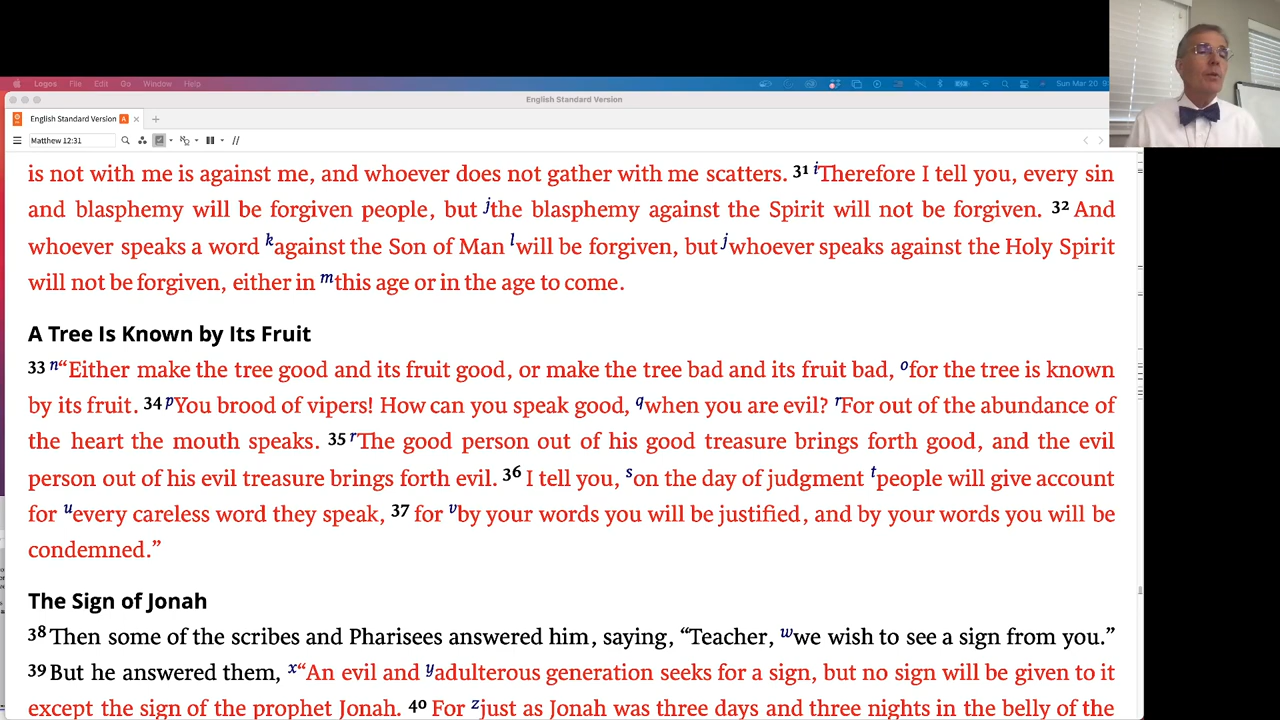 Logos File Edit Go Window Help Sun Mar 20
English Standard Version
English Standard Version A
Matthew 12:31
is not with me is against me, and whoever does not gather with me scatters. 31 iTherefore I tell you, every sin
and blasphemy will be forgiven people, but jthe blasphemy against the Spirit will not be forgiven. 32 And
whoever speaks a word kagainst the Son of Man lwill be forgiven, but jwhoever speaks against the Holy Spirit
will not be forgiven, either in mthis age or in the age to come.
A Tree Is Known by Its Fruit
33 n“Either make the tree good and its fruit good, or make the tree bad and its fruit bad, ofor the tree is known
by its fruit. 34 pYou brood of vipers! How can you speak good, qwhen you are evil? rFor out of the abundance of
the heart the mouth speaks. 35 rThe good person out of his good treasure brings forth good, and the evil
person out of his evil treasure brings forth evil. 36 I tell you, son the day of judgment tpeople will give account
for uevery careless word they speak, 37 for vby your words you will be justified, and by your words you will be
condemned.”
The Sign of Jonah
38 Then some of the scribes and Pharisees answered him, saying, “Teacher, wwe wish to see a sign from you.”
39 But he answered them, x“An evil and yadulterous generation seeks for a sign, but no sign will be given to it
except the sign of the prophet Jonah. 40 For zjust as Jonah was three days and three nights in the belly of the